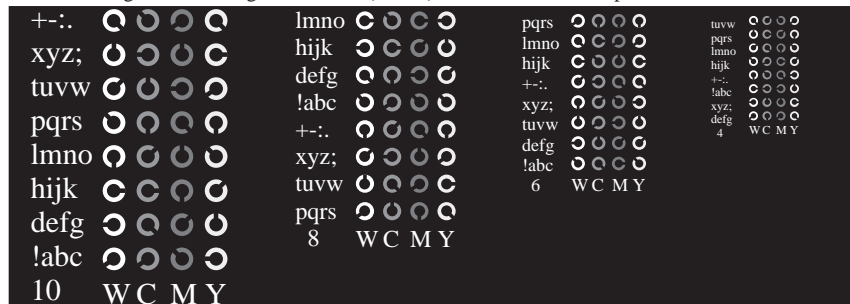 +-:.
xyz;
tuvw
pqrs
lmno
hijk
defg
!abc
10 W C M Y
lmno
hijk
defg
!abc
+-:.
xyz;
tuvw
pqrs
8 W C M Y
pqrs
lmno
hijk
+-:.
xyz;
tuvw
defg
!abc
6 W C M Y
tuvw
pqrs
lmno
hijk
+-:.
!abc
xyz;
defg
4 W C M Y